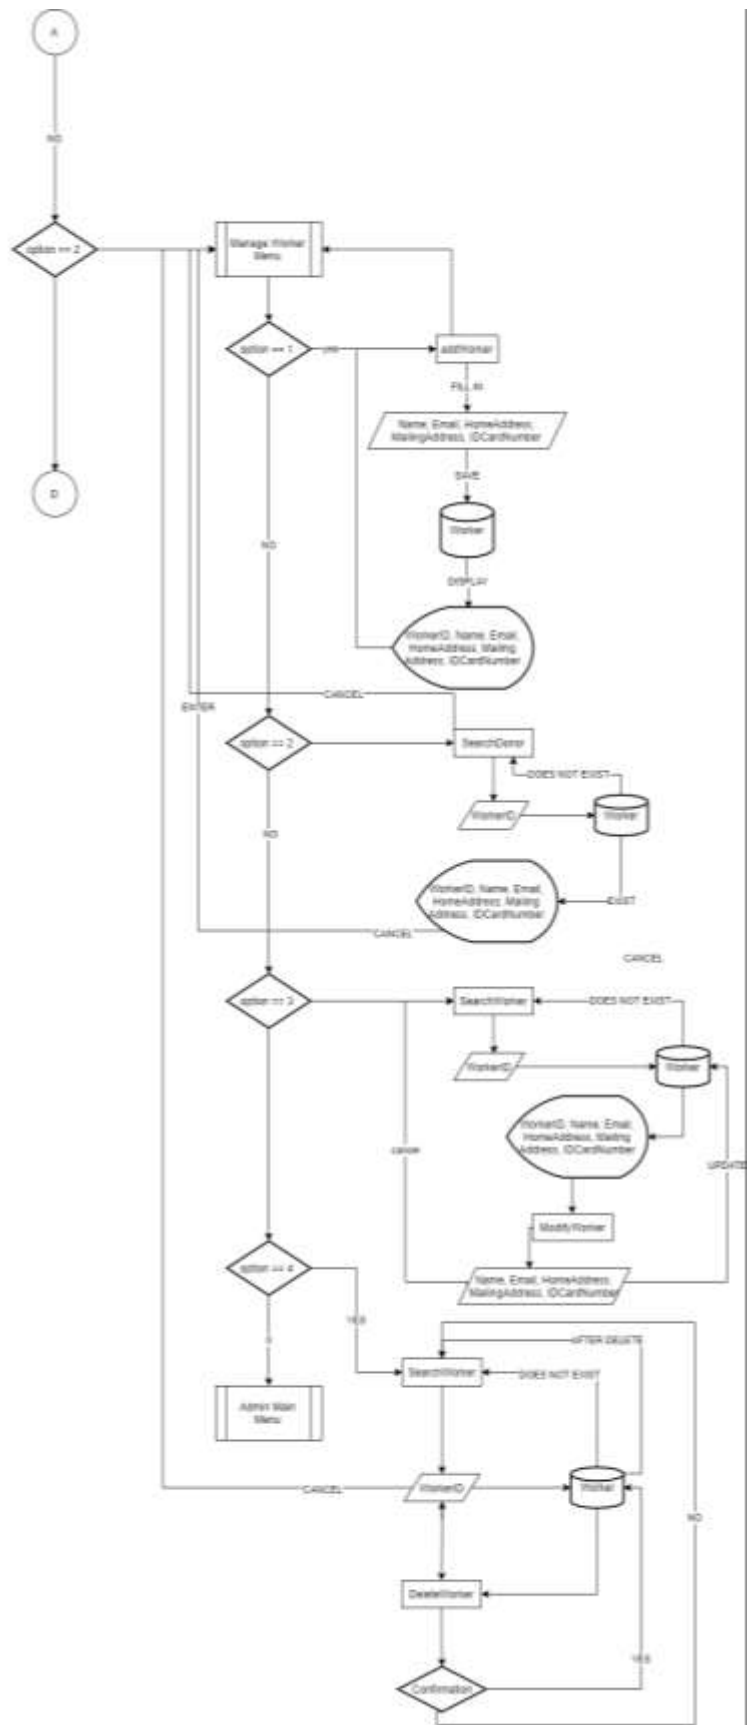 A
NO
option == 2
Manage Worker
Menu
option == 1
yes
addWorker
FILL IN
Name, Email, HomeAddress,
MailingAddress, IDCardNumber
SAVE
Worker
DISPLAY
D
NO
WorkerID, Name, Email,
HomeAddress, Mailing
Address, IDCardNumber
CANCEL
ENTER
option == 2
SearchDonor
DOES NOT EXIST
WorkerID
Worker
NO
WorkerID, Name, Email,
HomeAddress, Mailing
Address, IDCardNumber
EXIST
CANCEL
CANCEL
option == 3
SearchWorker
DOES NOT EXIST
WorkerID
Worker
WorkerID, Name, Email,
HomeAddress, Mailing
Address, IDCardNumber
UPDATE
ModifyWorker
option == 4
Name, Email, HomeAddress,
MailingAddress, IDCardNumber
YES
AFTER DELETE
SearchWorker
DOES NOT EXIST
Admin Main
Menu
CANCEL
WorkerID
Worker
NO
DeleteWorker
YES
Confirmation